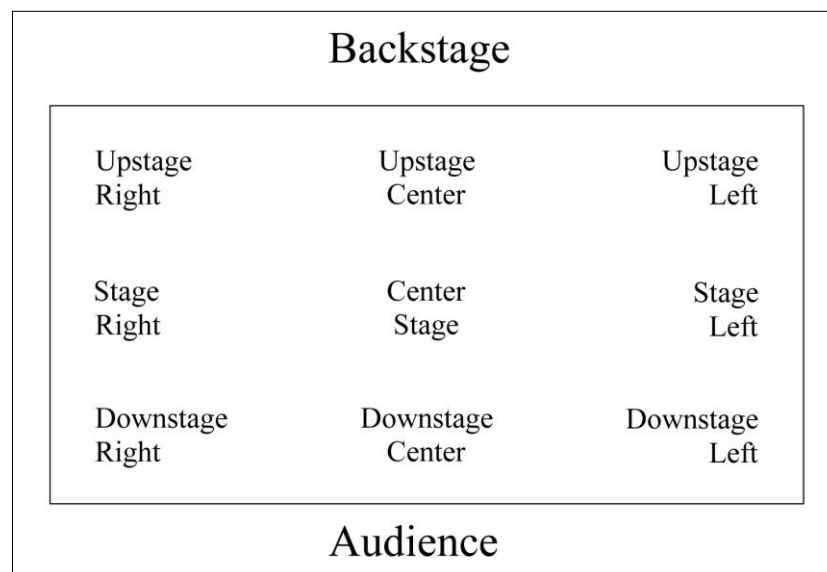 Backstage
Upstage Upstage Upstage
Right Center Left
Stage Center Stage
Right Stage Left
Downstage Downstage Downstage
Right Center Left
Audience